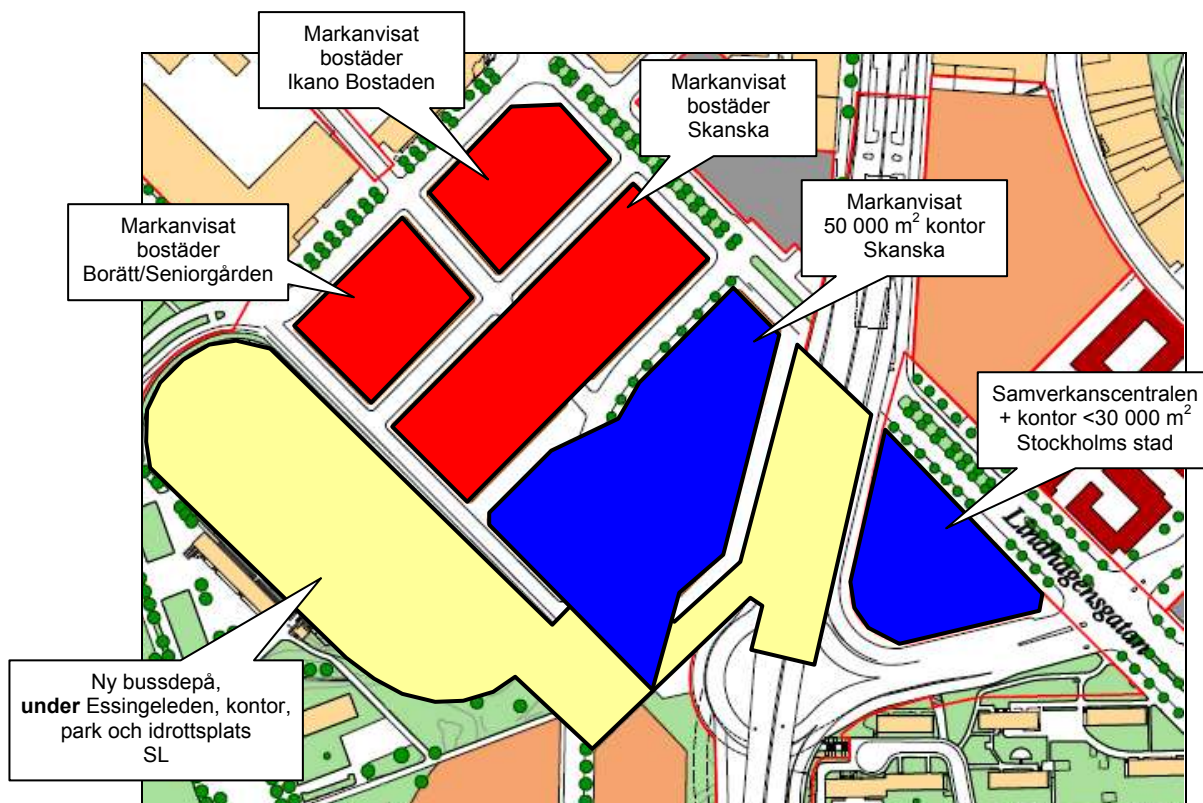 Markanvisat
bostäder
Ikano Bostaden
Markanvisat
bostäder
Skanska
Markanvisat
50 000 m² kontor
Skanska
Markanvisat
bostäder
Borätt/Seniorgården
Samverkanscentralen
+ kontor <30 000 m²
Stockholms stad
Lindhagensgatan
Ny bussdepå,
under Essingeleden, kontor,
park och idrottsplats
SL